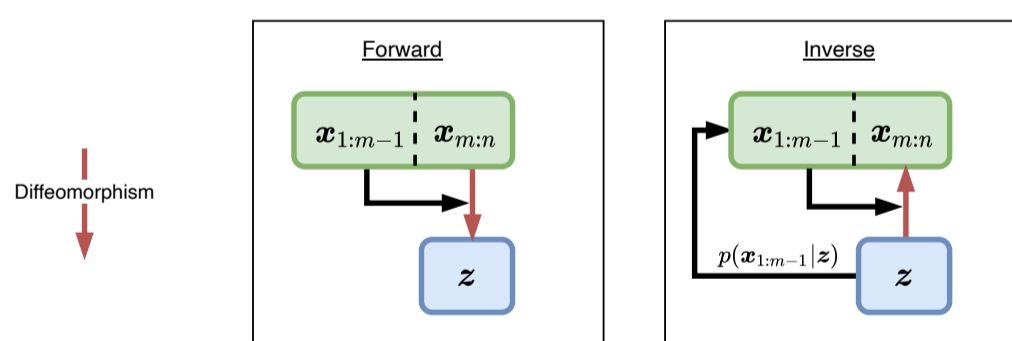 Diffeomorphism
Forward
x_{1:m−1} x_{m:n}
z
Inverse
x_{1:m−1} x_{m:n}
p(x_{1:m−1}|z)
z